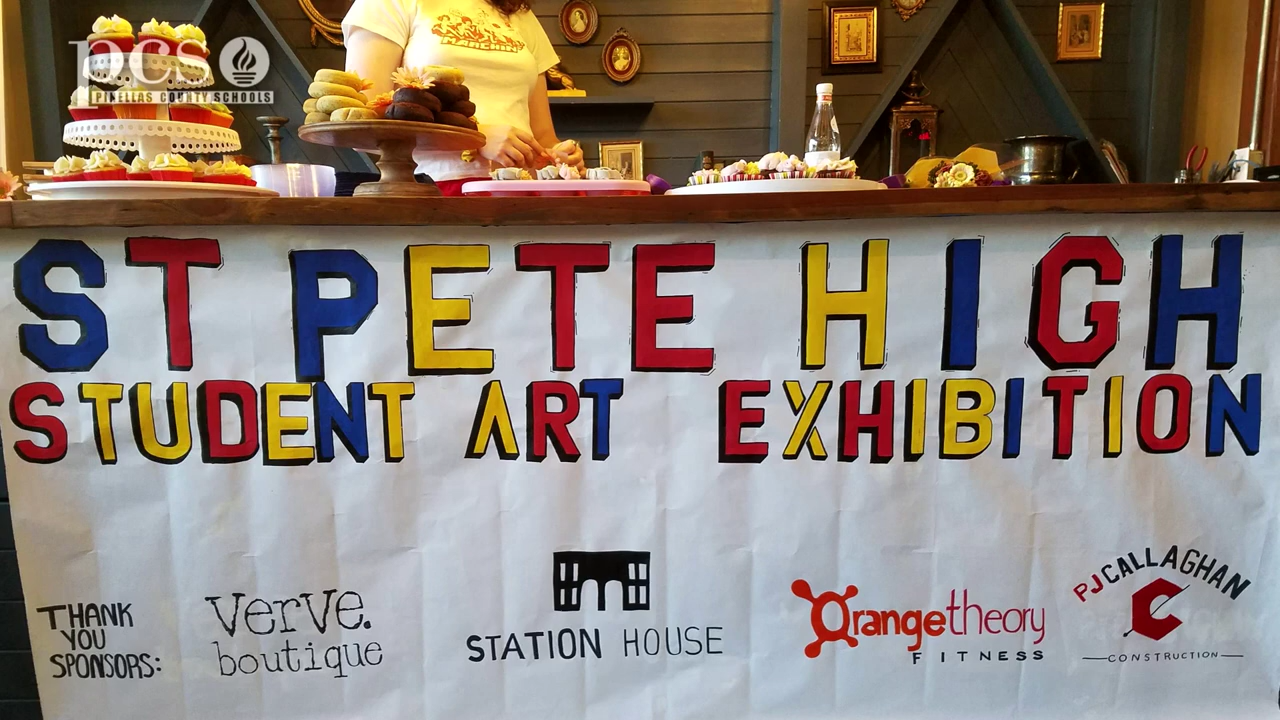 pcs
PINELLAS COUNTY SCHOOLS
ST PETE HIGH
STUDENT ART EXHIBITION
THANK
YOU
SPONSORS:
verve.
boutique
STATION HOUSE
Orangetheory
FITNESS
PJ CALLAGHAN
CONSTRUCTION